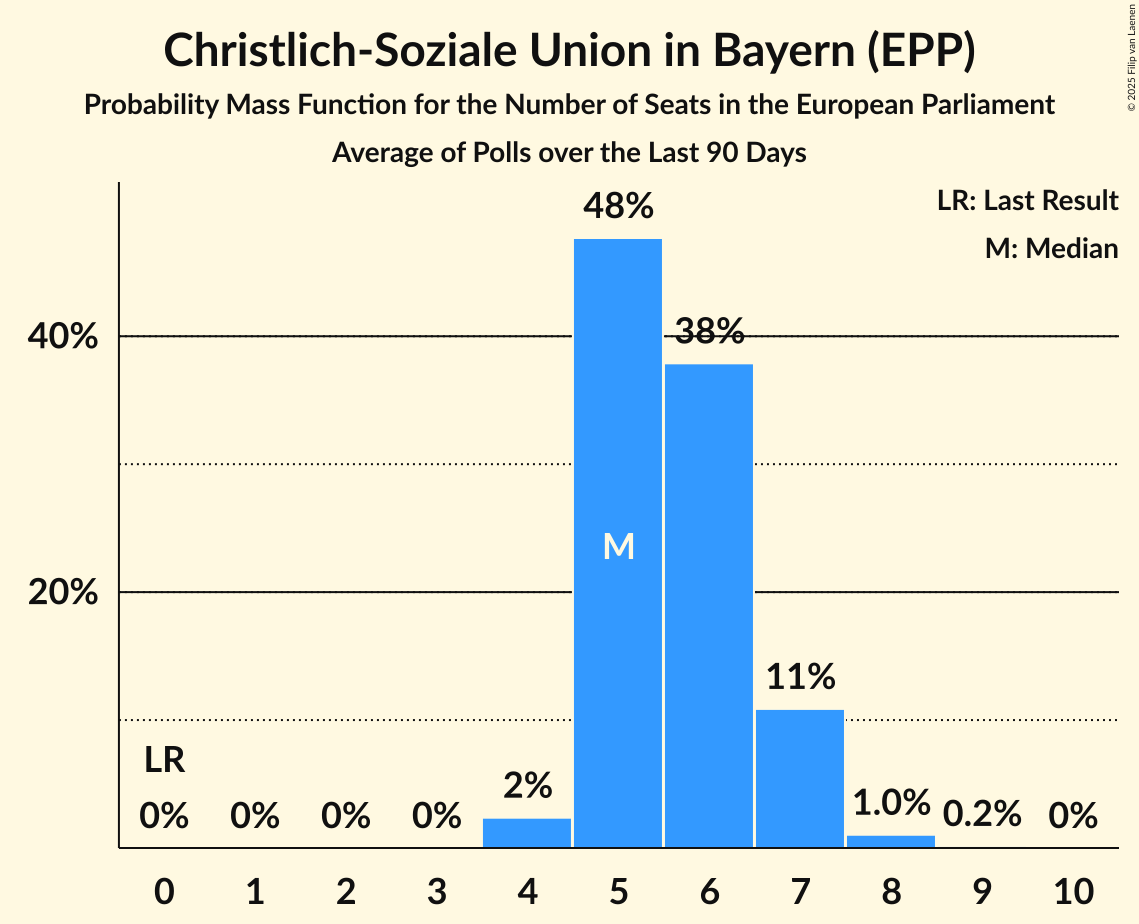 Christlich-Soziale Union in Bayern (EPP)
Probability Mass Function for the Number of Seats in the European Parliament
Average of Polls over the Last 90 Days
© 2025 Filip van Laenen
LR: Last Result
M: Median
48%
40%
38%
M
20%
11%
LR
0%
0%
0%
0%
2%
1.0%
0.2%
0%
0 1 2 3 4 5 6 7 8 9 10